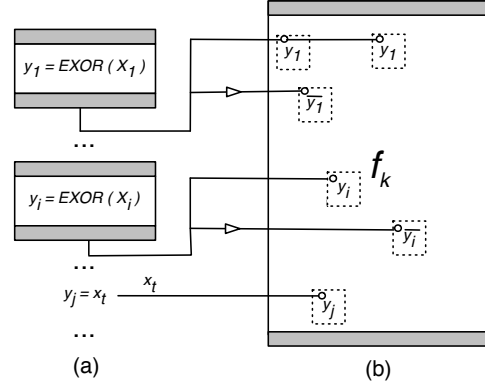 y1 = EXOR ( X1 )
y1
y1
y1̅
...
yi = EXOR ( Xi )
yi
fk
yi̅
...
yj = xt
xt
yj
...
(a)
(b)